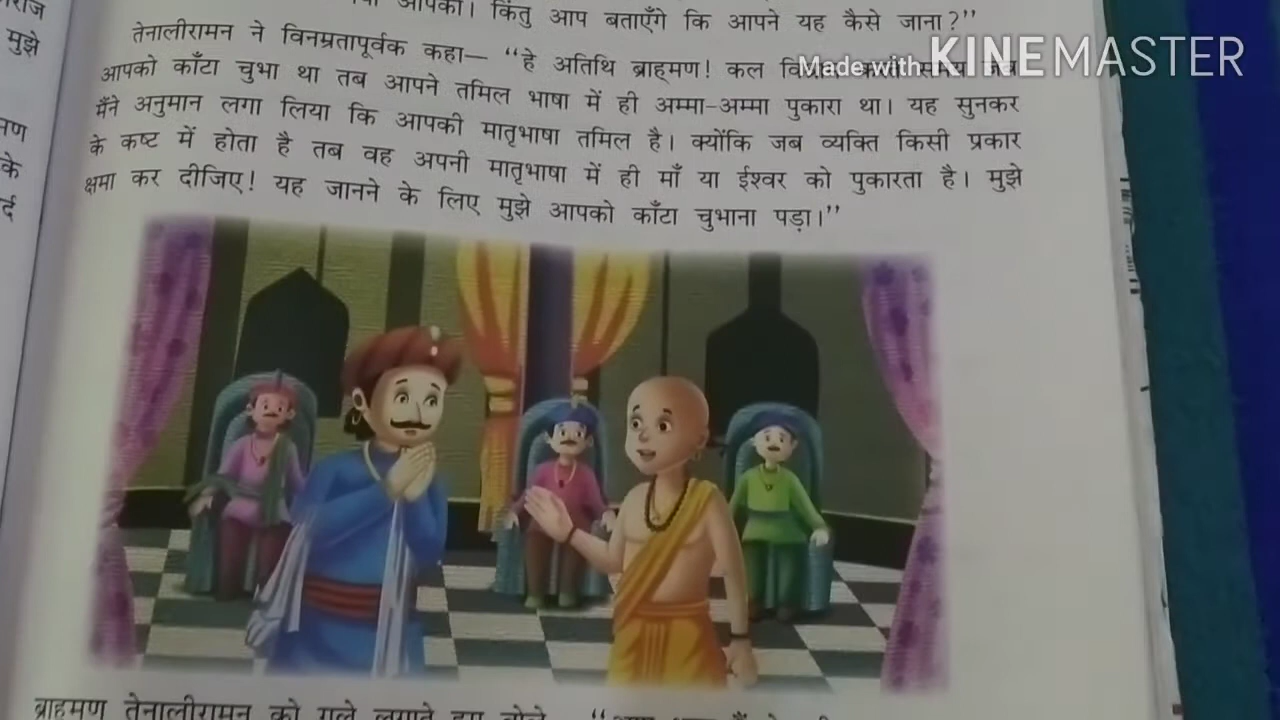 आपको। किंतु आप बताएँगे कि आपने यह कैसे जाना?”
तेनालीरामन ने विनम्रतापूर्वक कहा— “हे अतिथि ब्राह्मण! कल
आपको काँटा चुभा था तब आपने तमिल भाषा में ही अम्मा-अम्मा पुकारा था। यह सुनकर
मैंने अनुमान लगा लिया कि आपकी मातृभाषा तमिल है। क्योंकि जब व्यक्ति किसी प्रकार
के कष्ट में होता है तब वह अपनी मातृभाषा में ही माँ या ईश्वर को पुकारता है। मुझे
क्षमा कर दीजिए! यह जानने के लिए मुझे आपको काँटा चुभाना पड़ा।”
ब्राह्मण तेनालीरामन को गले लगाते हुए बोले
मुझे
के
Made with KINEMASTER